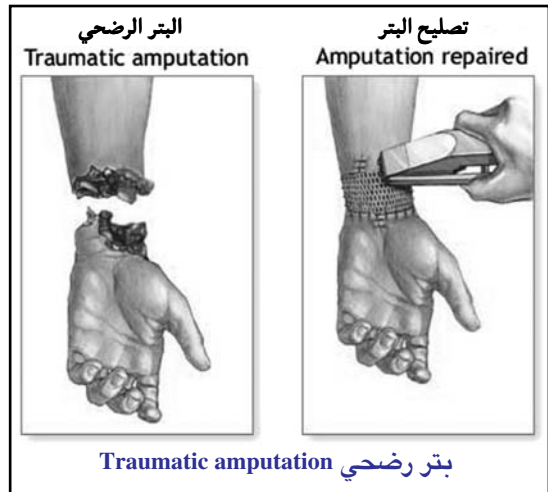 البتر الرضحي
Traumatic amputation
تصليح البتر
Amputation repaired
بتر رضحي Traumatic amputation